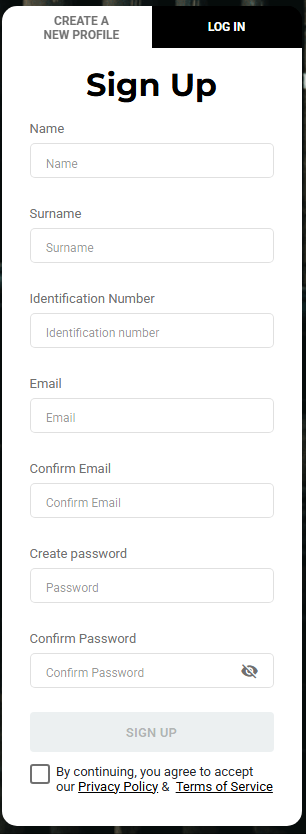 CREATE A
NEW PROFILE
LOG IN
Sign Up
Name
Name
Surname
Surname
Identification Number
Identification number
Email
Email
Confirm Email
Confirm Email
Create password
Password
Confirm Password
Confirm Password
SIGN UP
By continuing, you agree to accept
our Privacy Policy & Terms of Service